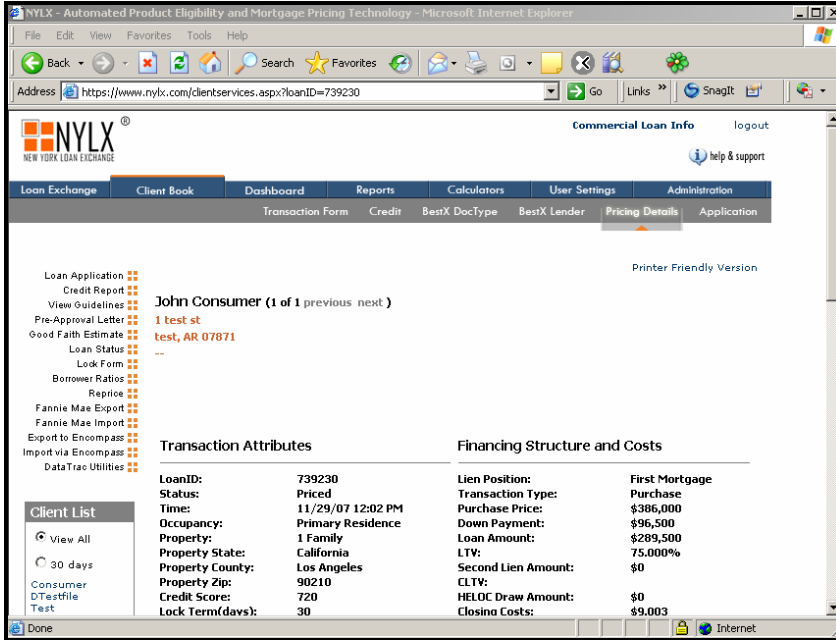 NYLX - Automated Product Eligibility and Mortgage Pricing Technology - Microsoft Internet Explorer
File Edit View Favorites Tools Help
Back Search Favorites
Address https://www.nylx.com/clientservices.aspx?loanID=739230 Go Links » SnagIt
NYLX ®
NEW YORK LOAN EXCHANGE
Commercial Loan Info logout
help & support
Loan Exchange Client Book Dashboard Reports Calculators User Settings Administration
Transaction Form Credit BestX DocType BestX Lender Pricing Details Application
Printer Friendly Version
Loan Application
Credit Report
View Guidelines
Pre-Approval Letter
Good Faith Estimate
Loan Status
Lock Form
Borrower Ratios
Reprice
Fannie Mae Export
Fannie Mae Import
Export to Encompass
Import via Encompass
DataTrac Utilities
Client List
View All
30 days
Consumer
DTestfile
Test
John Consumer (1 of 1 previous next )
1 test st
test, AR 07871
--
Transaction Attributes
LoanID: 739230
Status: Priced
Time: 11/29/07 12:02 PM
Occupancy: Primary Residence
Property: 1 Family
Property State: California
Property County: Los Angeles
Property Zip: 90210
Credit Score: 720
Lock Term(days): 30
Financing Structure and Costs
Lien Position: First Mortgage
Transaction Type: Purchase
Purchase Price: $386,000
Down Payment: $96,500
Loan Amount: $289,500
LTV: 75.000%
Second Lien Amount: $0
CLTV:
HELOC Draw Amount: $0
Closing Costs: $9,003
Done Internet